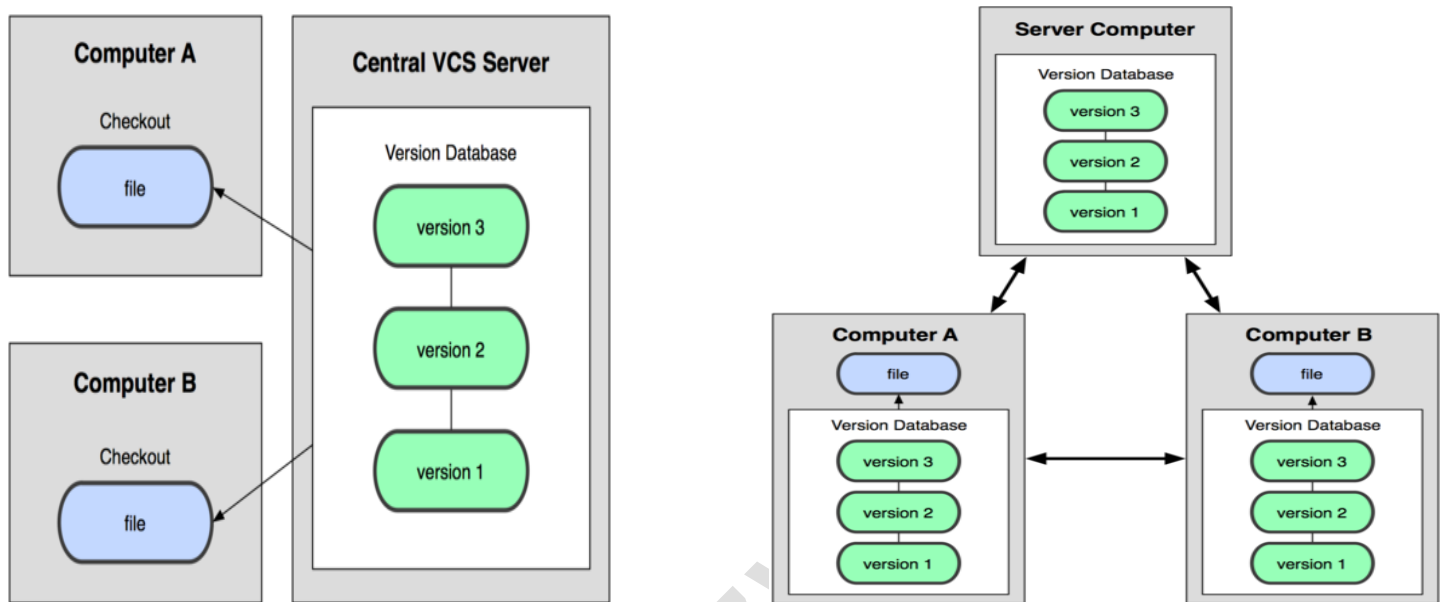 Computer A
Checkout
file
Computer B
Checkout
file
Central VCS Server
Version Database
version 3
version 2
version 1
Server Computer
Version Database
version 3
version 2
version 1
Computer A
file
Version Database
version 3
version 2
version 1
Computer B
file
Version Database
version 3
version 2
version 1